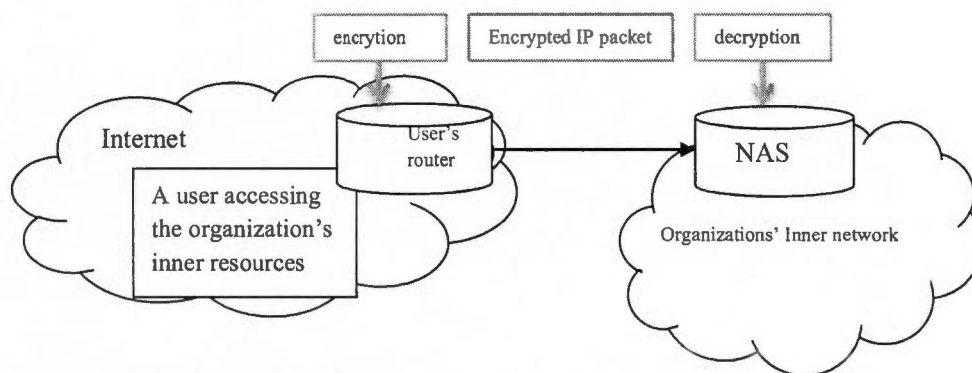 encrytion
Encrypted IP packet
decryption
Internet
User's
router
NAS
A user accessing
the organization's
inner resources
Organizations' Inner network